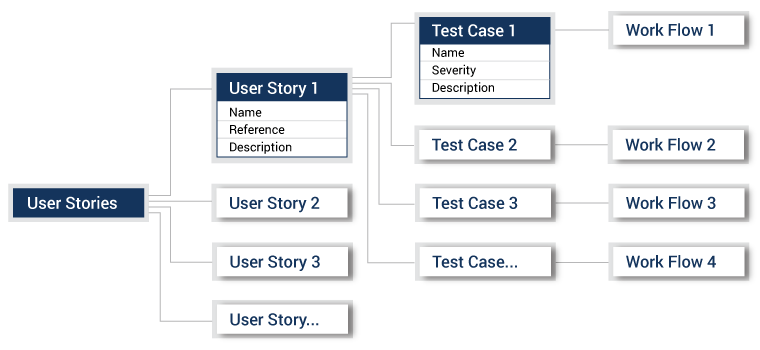 User Stories
User Story 1
Name
Reference
Description
User Story 2
User Story 3
User Story...
Test Case 1
Name
Severity
Description
Test Case 2
Test Case 3
Test Case...
Work Flow 1
Work Flow 2
Work Flow 3
Work Flow 4